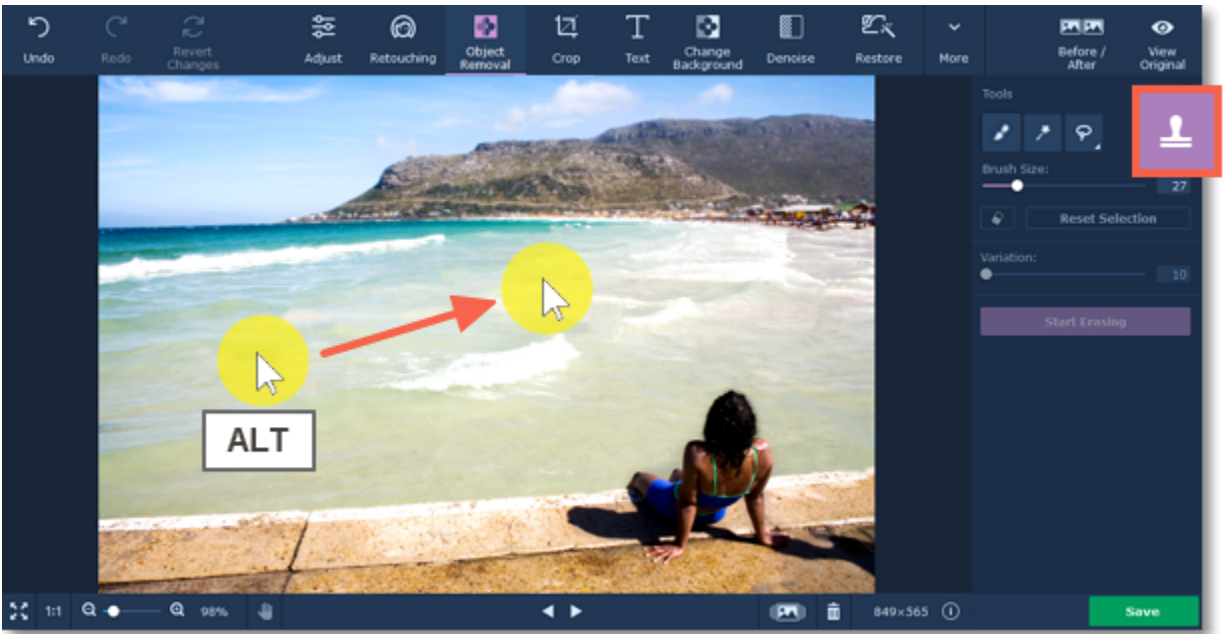 Undo
Redo
Revert
Changes
Adjust
Retouching
Object
Removal
Crop
Text
Change
Background
Denoise
Restore
More
Before /
After
View
Original
Tools
Brush Size:
27
Reset Selection
Variation:
10
Start Erasing
ALT
1:1
98%
849×565
Save